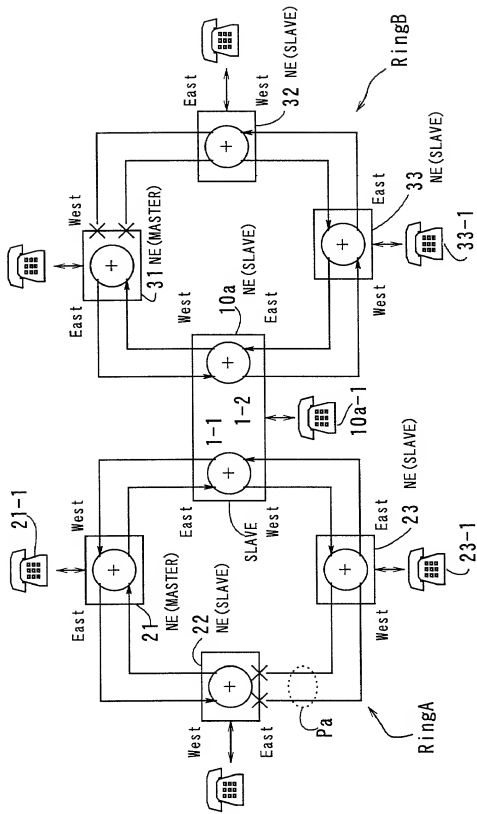 21-1
East
West
East
West
21
NE(MASTER)
31
NE(MASTER)
West
22
NE(SLAVE)
East
East
1-1
1-2
West
10a
NE(SLAVE)
East
SLAVE
West
East
West
32
NE(SLAVE)
Pa
10a-1
West
East
23
NE(SLAVE)
West
East
33
NE(SLAVE)
RingA
RingB
23-1
33-1